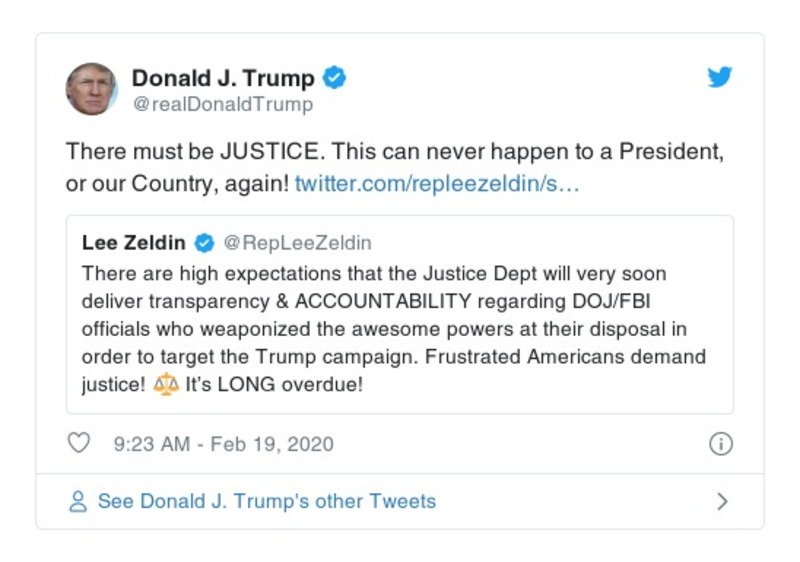 Donald J. Trump
@realDonaldTrump
There must be JUSTICE. This can never happen to a President,
or our Country, again! twitter.com/repleezeldin/s…
Lee Zeldin @RepLeeZeldin
There are high expectations that the Justice Dept will very soon
deliver transparency & ACCOUNTABILITY regarding DOJ/FBI
officials who weaponized the awesome powers at their disposal in
order to target the Trump campaign. Frustrated Americans demand
justice! ⚖️ It's LONG overdue!
9:23 AM - Feb 19, 2020
See Donald J. Trump's other Tweets